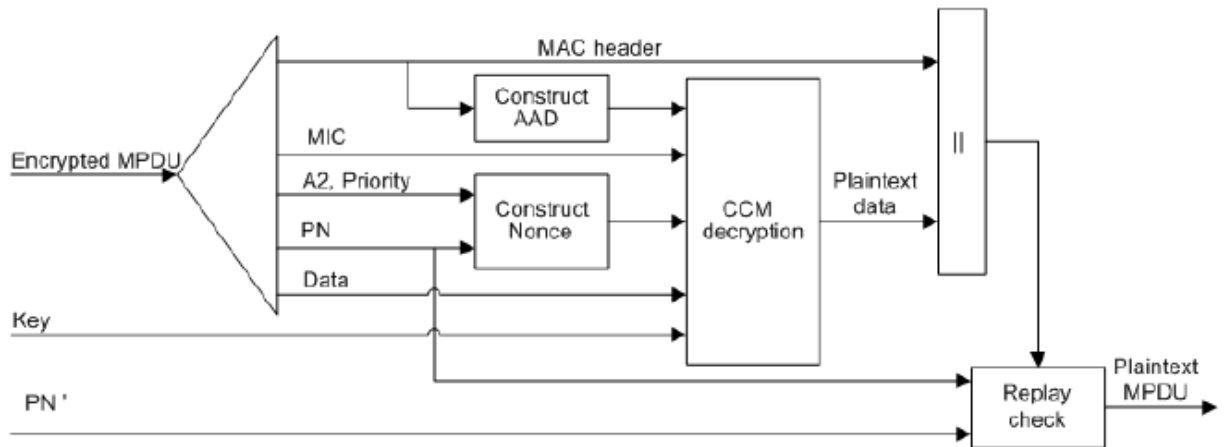 MAC header
Construct
AAD
MIC
Encrypted MPDU
A2, Priority
Construct
Nonce
PN
Data
Key
PN '
CCM
decryption
Plaintext
data
||
Replay
check
Plaintext
MPDU